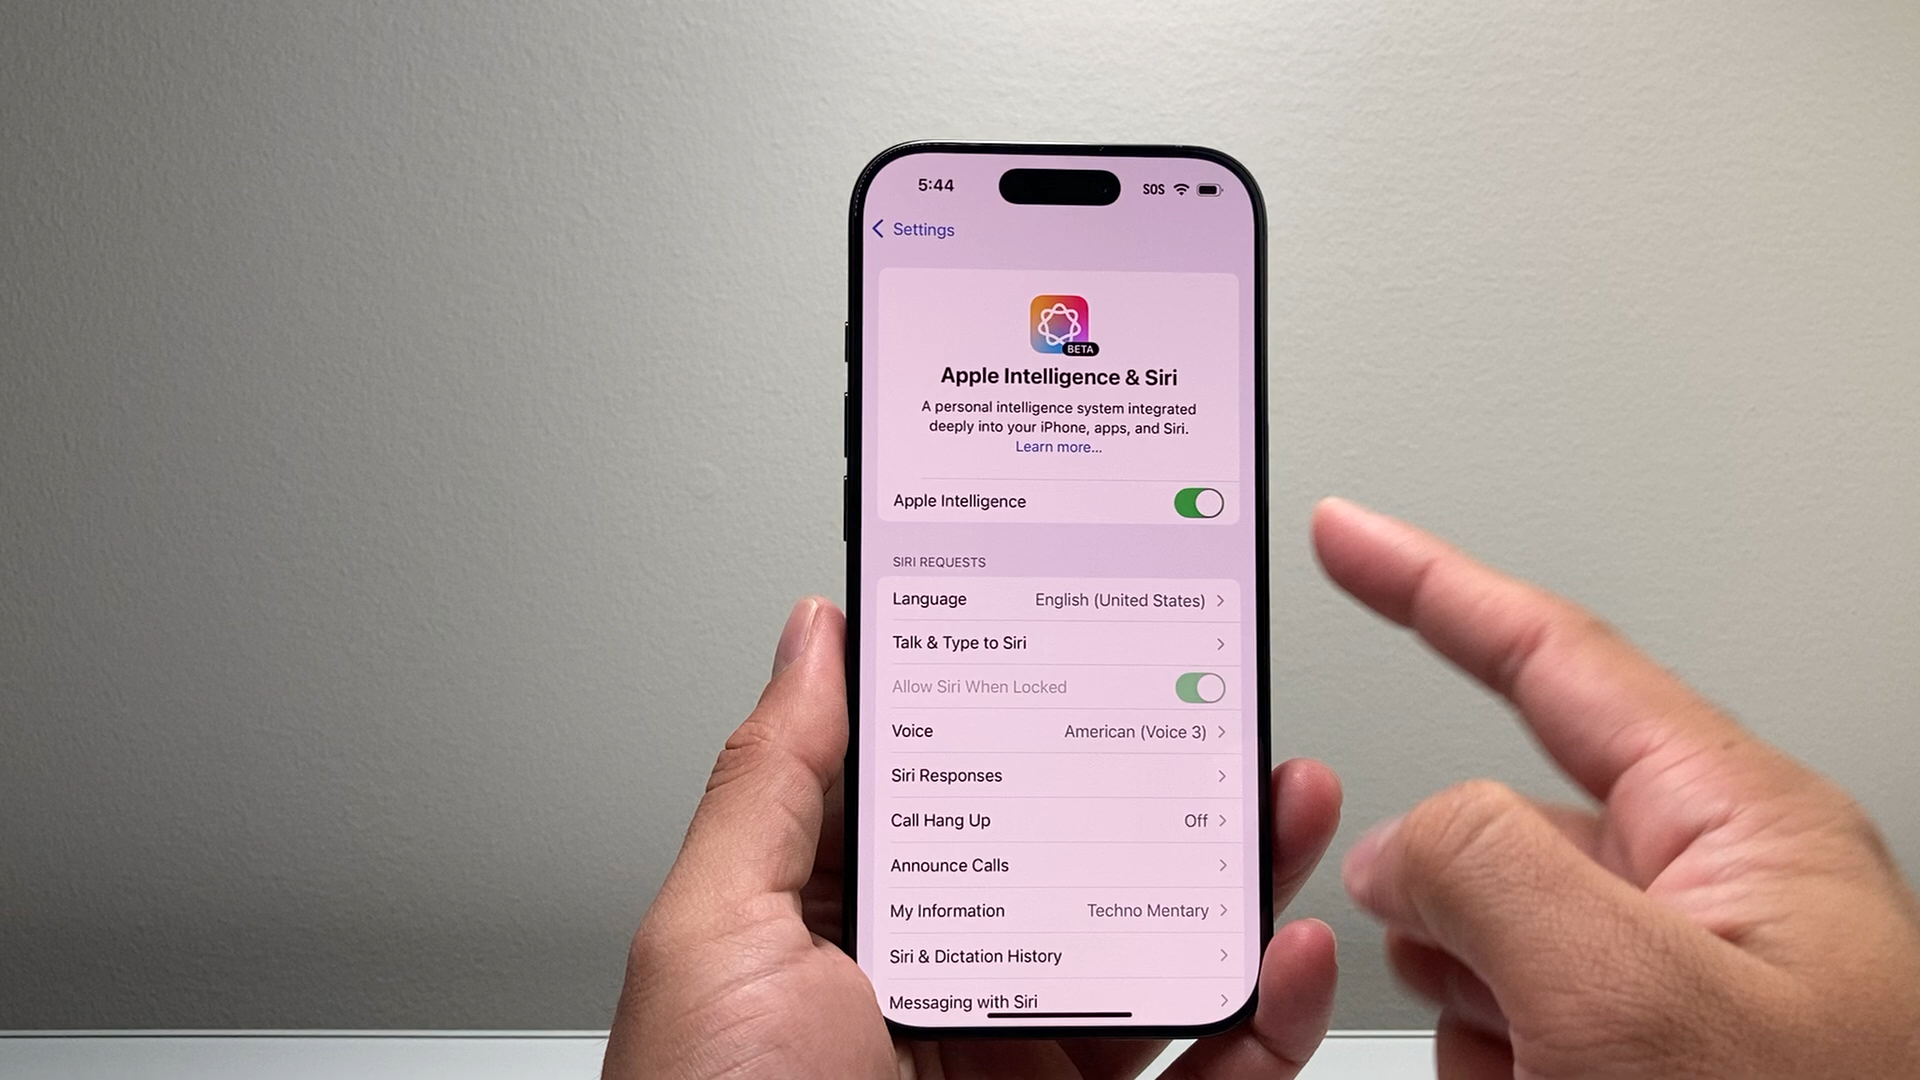 5:44
SOS
Settings
BETA
Apple Intelligence & Siri
A personal intelligence system integrated
deeply into your iPhone, apps, and Siri.
Learn more...
Apple Intelligence
SIRI REQUESTS
Language English (United States)
Talk & Type to Siri
Allow Siri When Locked
Voice American (Voice 3)
Siri Responses
Call Hang Up Off
Announce Calls
My Information Techno Mentary
Siri & Dictation History
Messaging with Siri